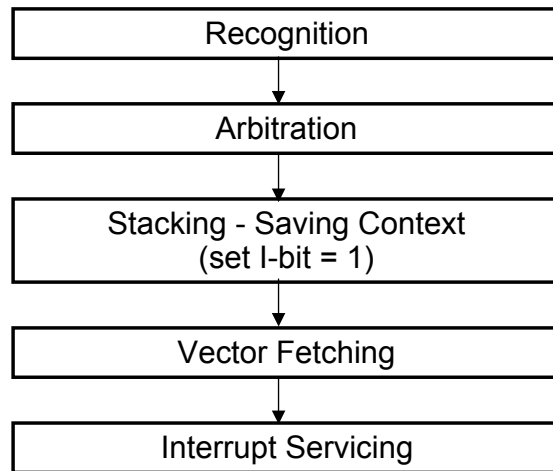 Recognition
Arbitration
Stacking - Saving Context
(set I-bit = 1)
Vector Fetching
Interrupt Servicing